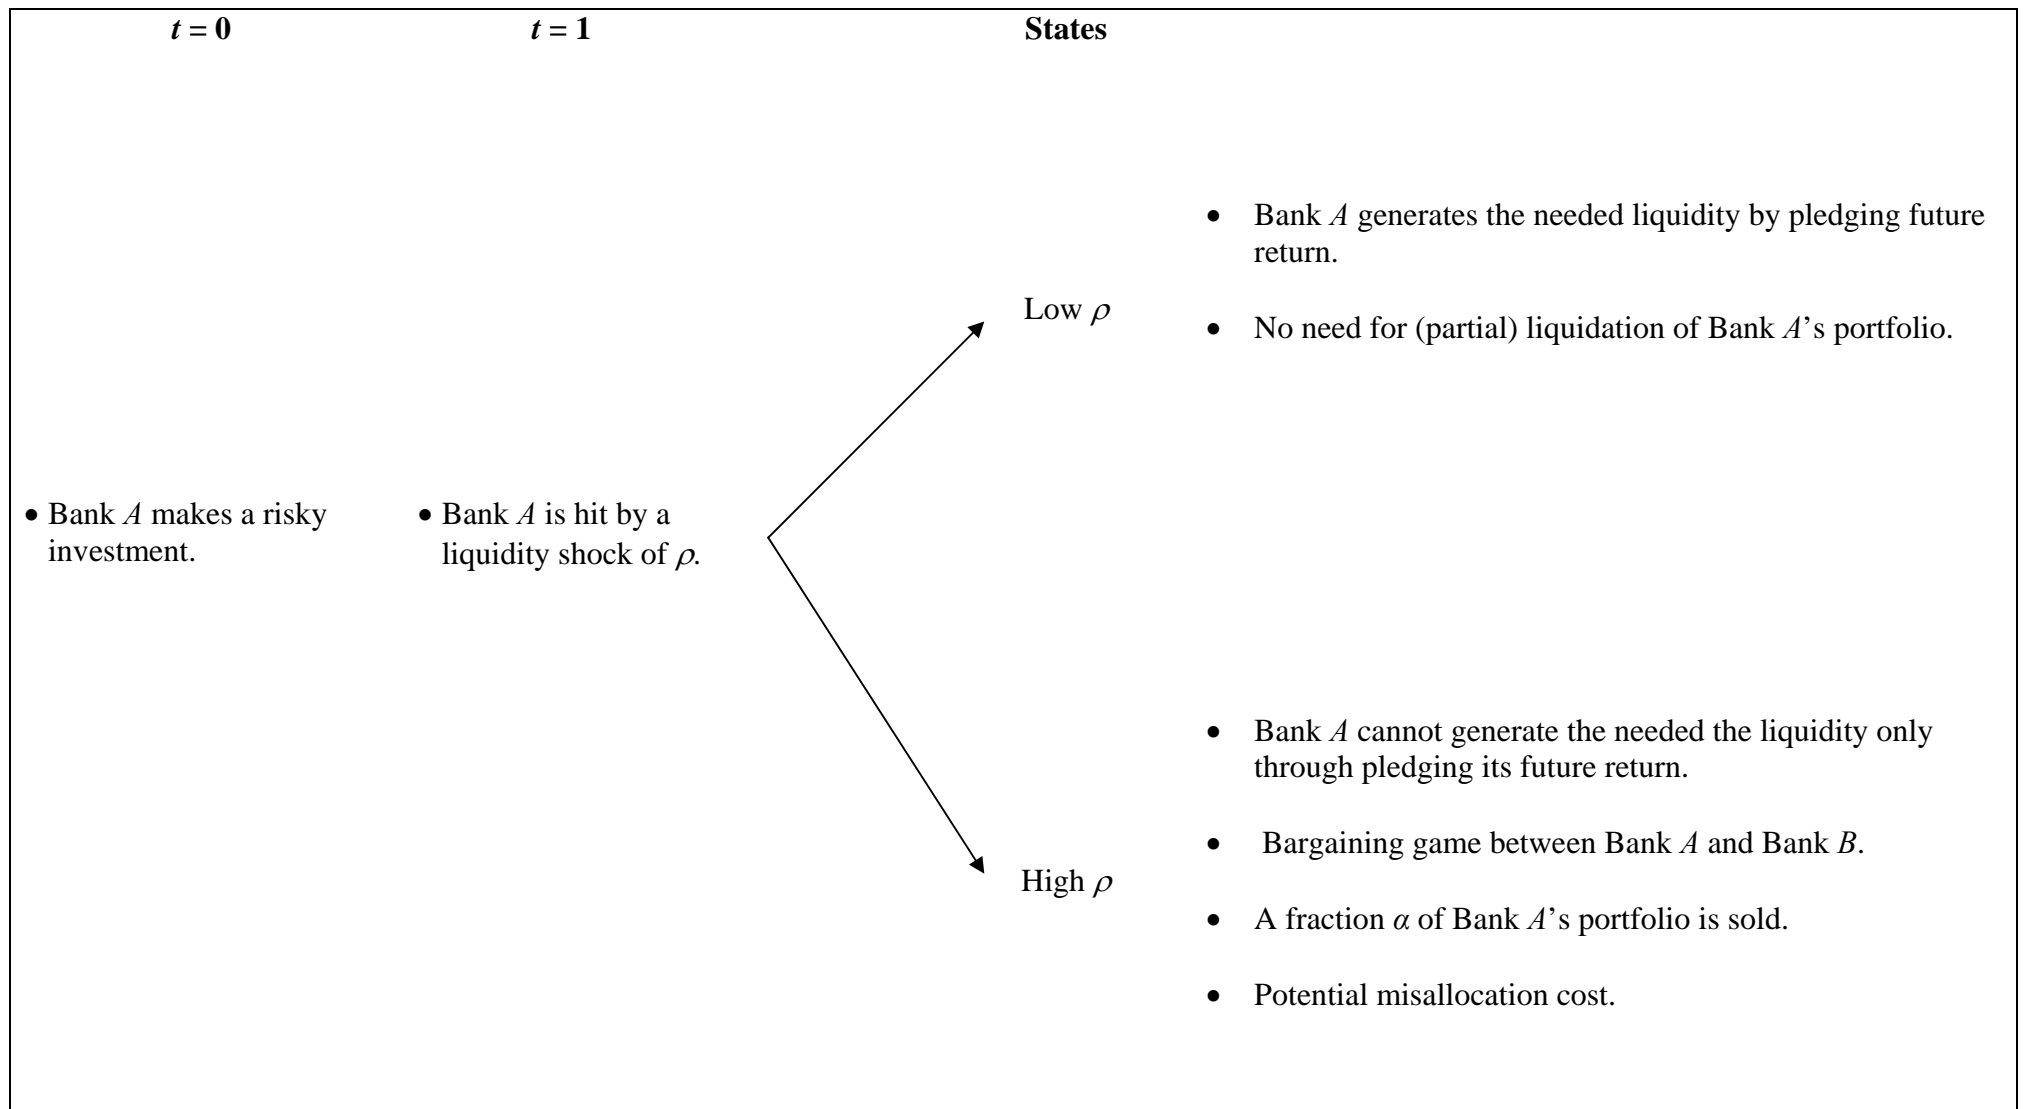 t = 0
t = 1
States
• Bank A generates the needed liquidity by pledging future
return.
Low ρ
• No need for (partial) liquidation of Bank A’s portfolio.
• Bank A makes a risky
investment.
• Bank A is hit by a
liquidity shock of ρ.
• Bank A cannot generate the needed the liquidity only
through pledging its future return.
• Bargaining game between Bank A and Bank B.
High ρ
• A fraction α of Bank A’s portfolio is sold.
• Potential misallocation cost.